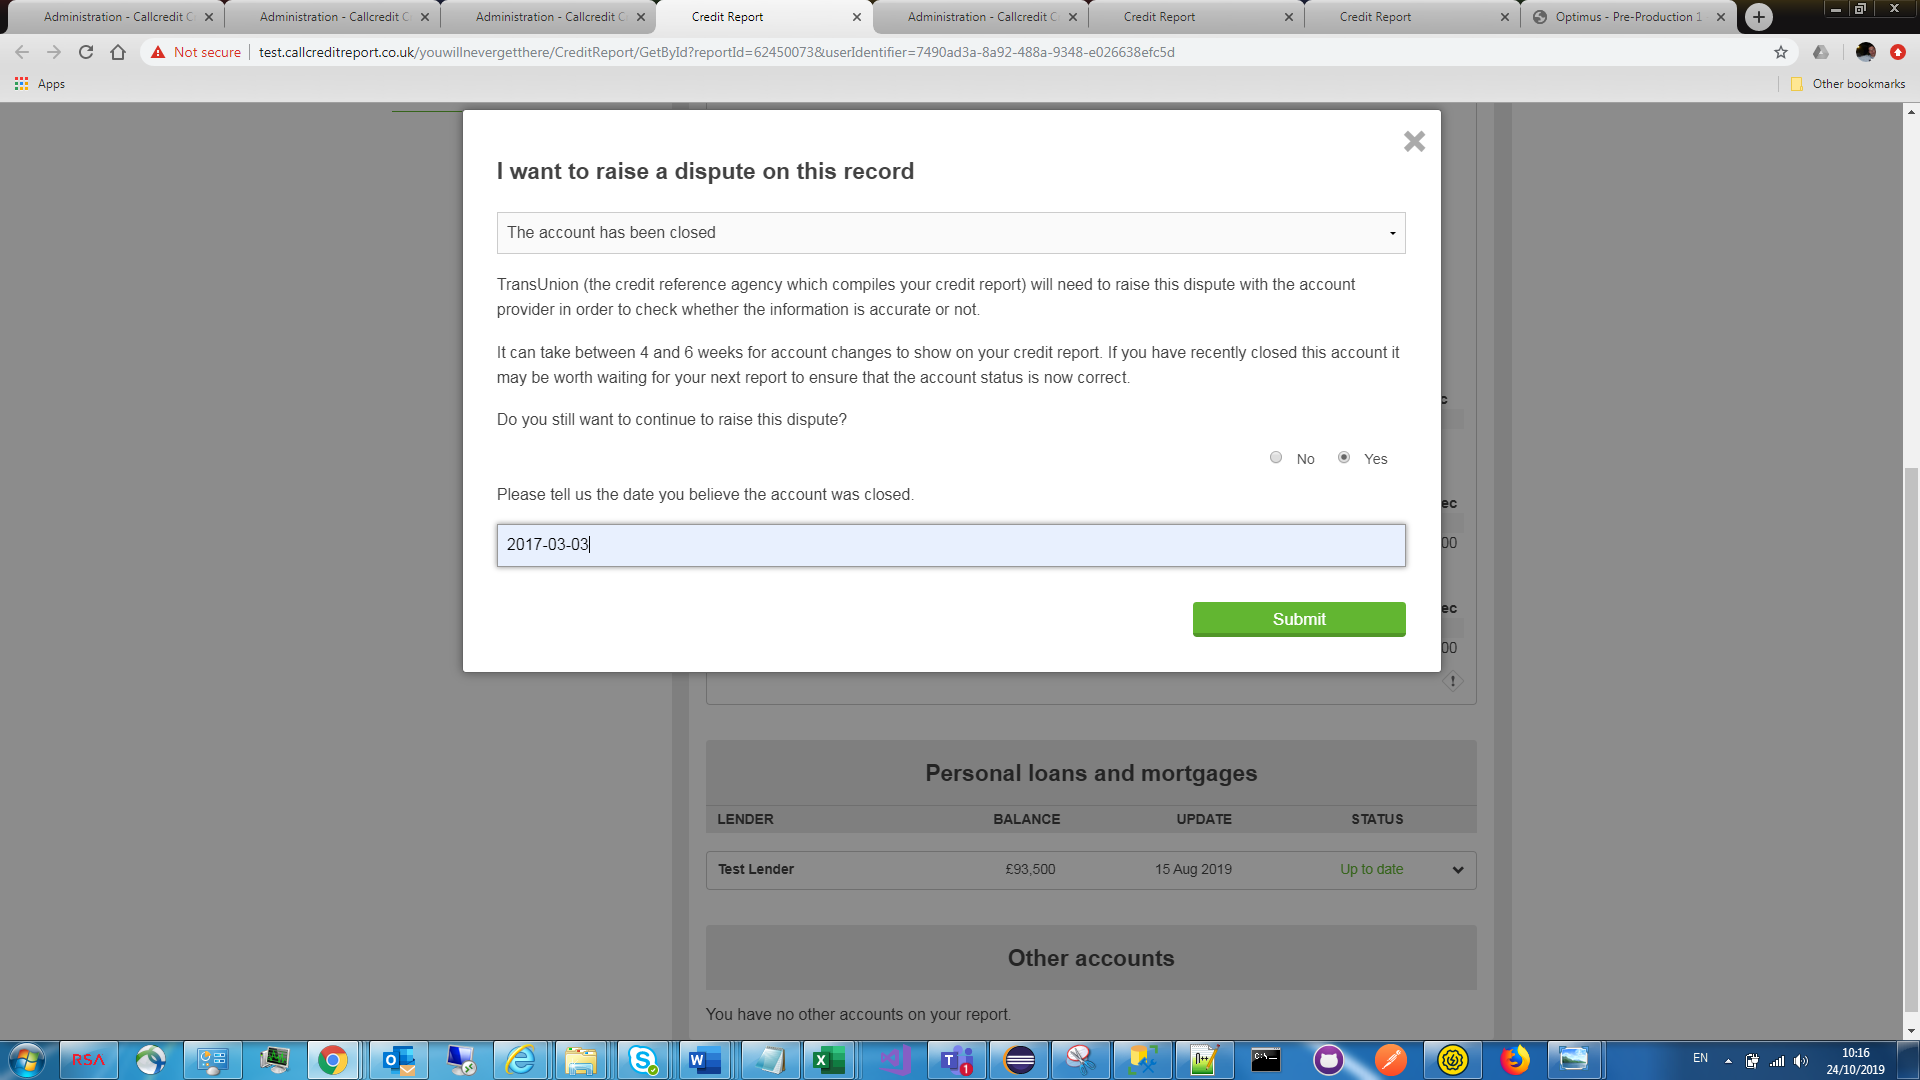 Administration - Callcredit C
Administration - Callcredit C
Administration - Callcredit C
Credit Report
Administration - Callcredit C
Credit Report
Credit Report
Optimus - Pre-Production 1
Not secure
test.callcreditreport.co.uk/youwillnevergetthere/CreditReport/GetById?reportId=62450073&userIdentifier=7490ad3a-8a92-488a-9348-e026638efc5d
Apps
Other bookmarks
I want to raise a dispute on this record
The account has been closed
TransUnion (the credit reference agency which compiles your credit report) will need to raise this dispute with the account
provider in order to check whether the information is accurate or not.
It can take between 4 and 6 weeks for account changes to show on your credit report. If you have recently closed this account it
may be worth waiting for your next report to ensure that the account status is now correct.
c
Do you still want to continue to raise this dispute?
No Yes
Please tell us the date you believe the account was closed.
ec
2017-03-03
00
Submit
ec
00
Personal loans and mortgages
LENDER BALANCE UPDATE STATUS
Test Lender £93,500 15 Aug 2019 Up to date
Other accounts
You have no other accounts on your report.
RSA
EN
10:16
24/10/2019